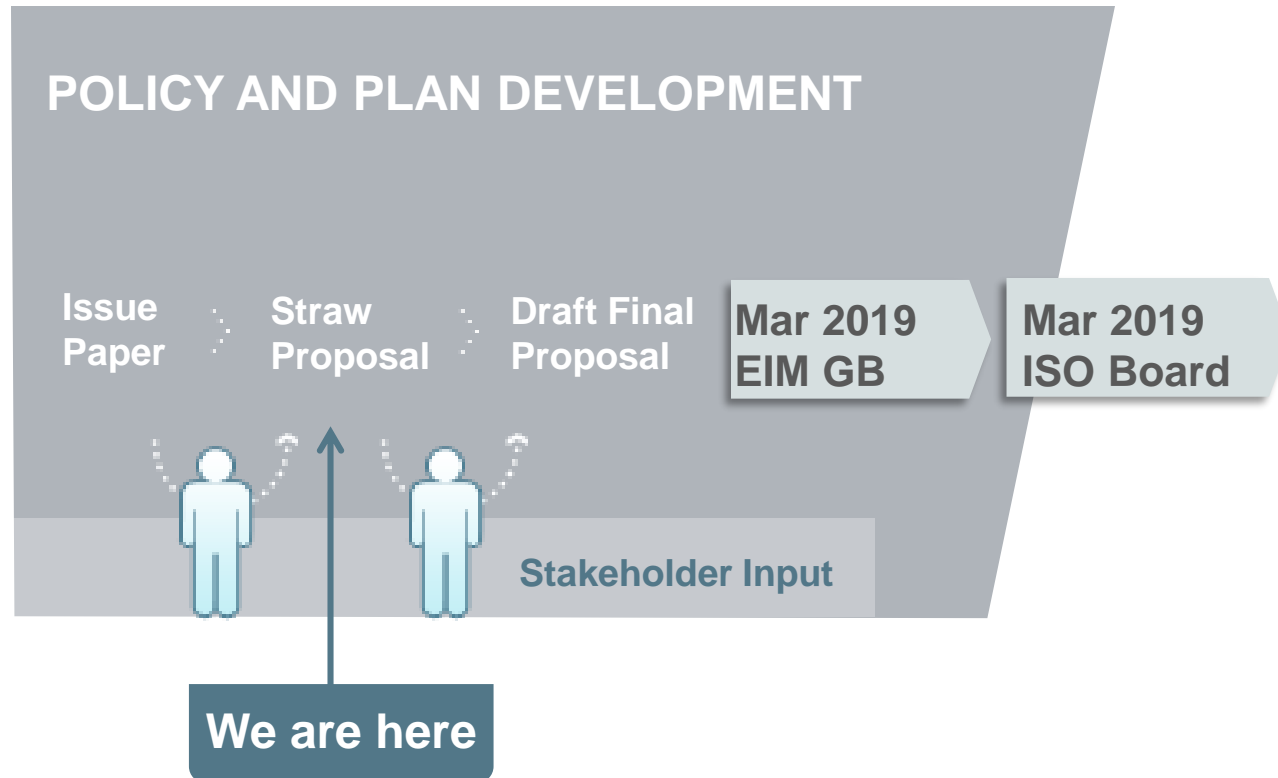 POLICY AND PLAN DEVELOPMENT
Issue
Paper
Straw
Proposal
Draft Final
Proposal
Mar 2019
EIM GB
Mar 2019
ISO Board
Stakeholder Input
We are here